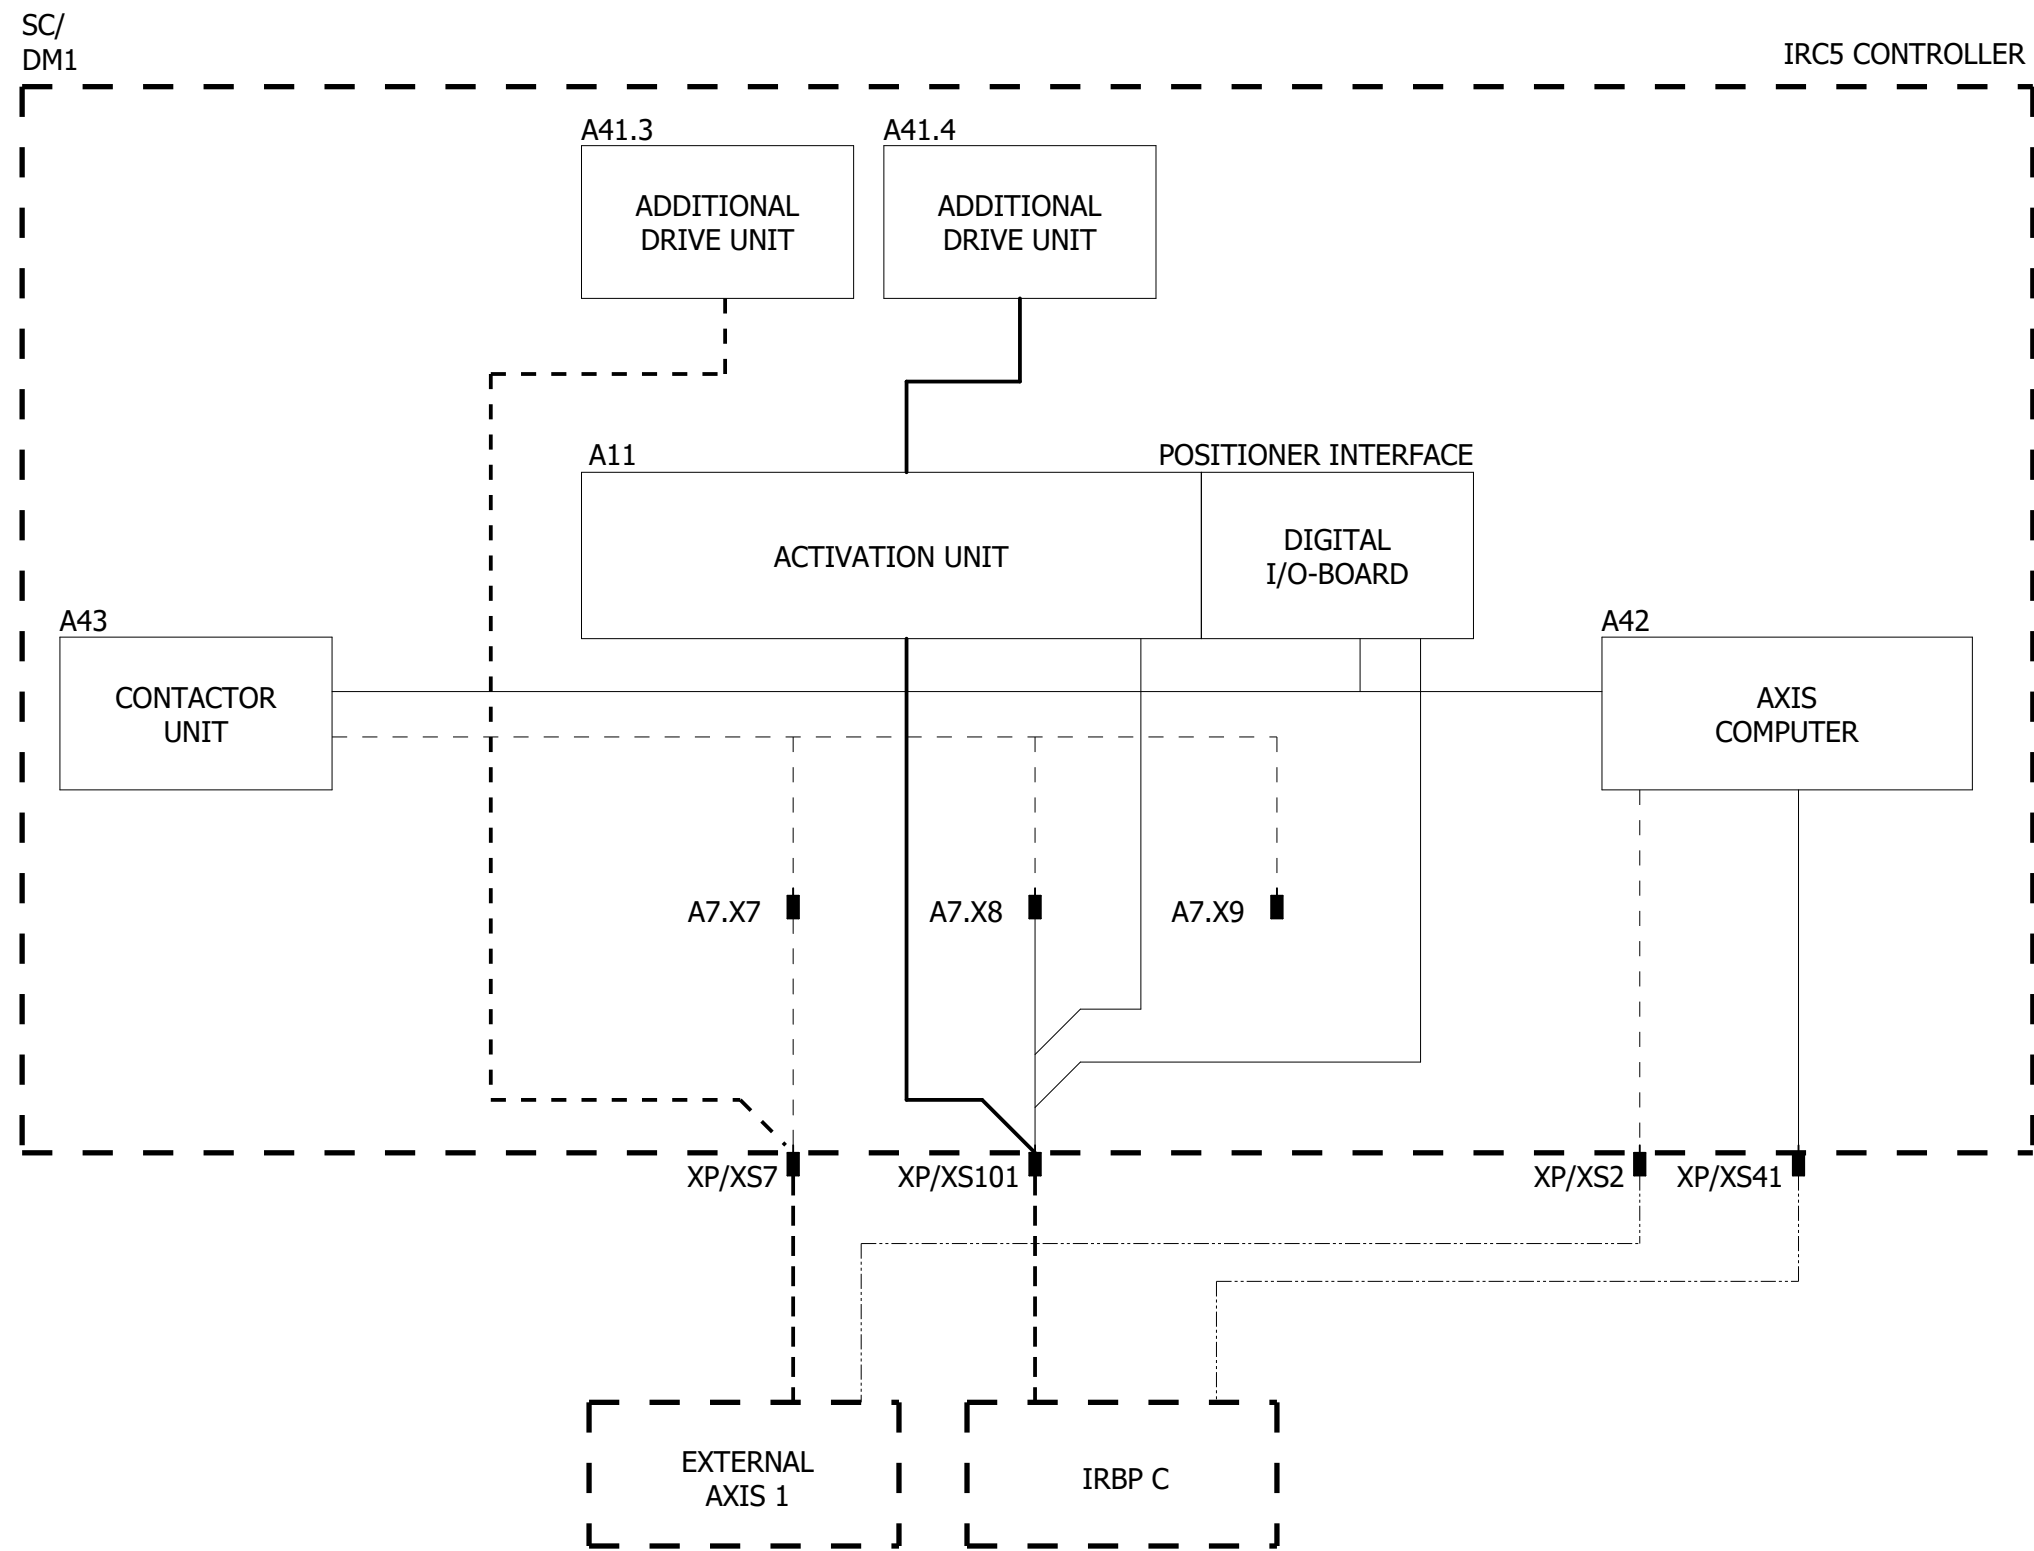 SC/
DM1
IRC5 CONTROLLER
A41.3
A41.4
ADDITIONAL
DRIVE UNIT
ADDITIONAL
DRIVE UNIT
A11
POSITIONER INTERFACE
ACTIVATION UNIT
DIGITAL
I/O-BOARD
A43
A42
CONTACTOR
UNIT
AXIS
COMPUTER
A7.X7
A7.X8
A7.X9
XP/XS7
XP/XS101
XP/XS2
XP/XS41
EXTERNAL
AXIS 1
IRBP C